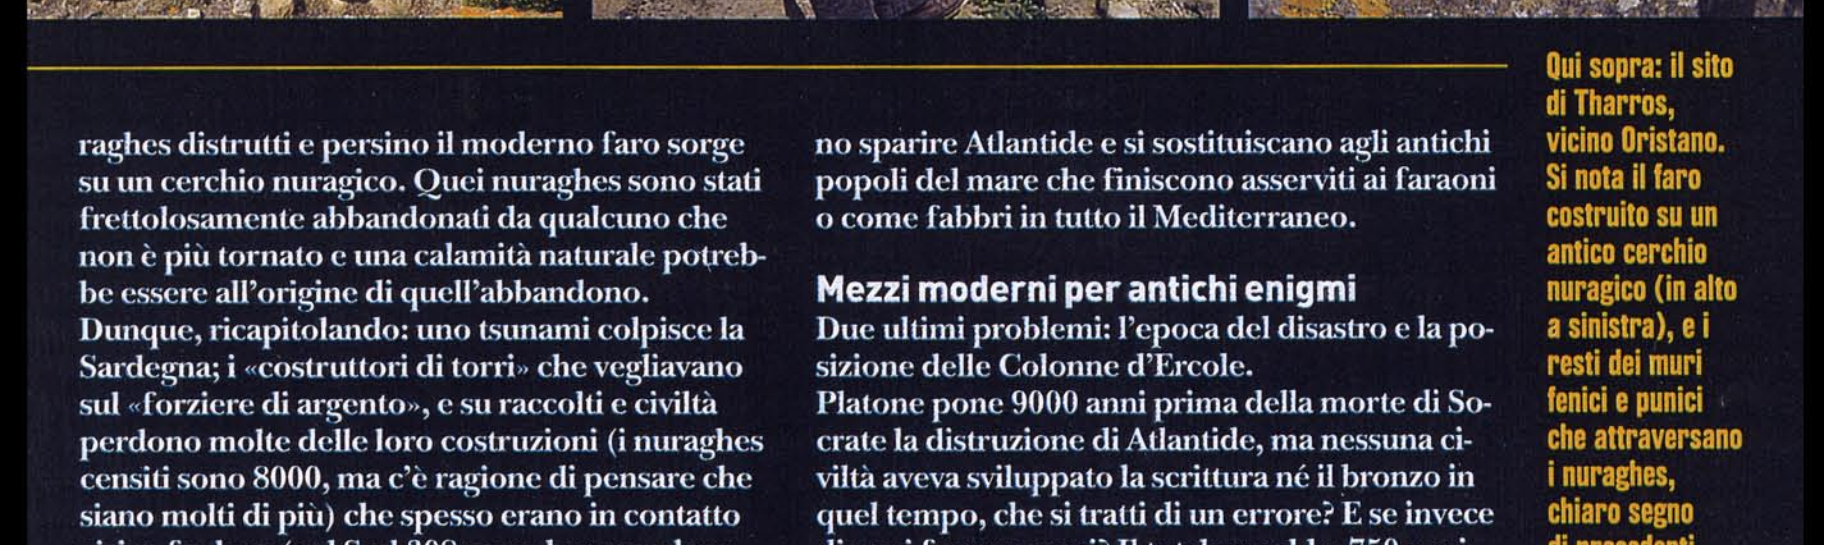 raghes distrutti e persino il moderno faro sorge
su un cerchio nuragico. Quei nuraghes sono stati
frettolosamente abbandonati da qualcuno che
non è più tornato e una calamità naturale potreb-
be essere all'origine di quell'abbandono.
Dunque, ricapitolando: uno tsunami colpisce la
Sardegna; i «costruttori di torri» che vegliavano
sul «forziere di argento», e su raccolti e civiltà
perdono molte delle loro costruzioni (i nuraghes
censiti sono 8000, ma c'è ragione di pensare che
siano molti di più) che spesso erano in contatto
no sparire Atlantide e si sostituiscano agli antichi
popoli del mare che finiscono asserviti ai faraoni
o come fabbri in tutto il Mediterraneo.
Mezzi moderni per antichi enigmi
Due ultimi problemi: l'epoca del disastro e la po-
sizione delle Colonne d'Ercole.
Platone pone 9000 anni prima della morte di So-
crate la distruzione di Atlantide, ma nessuna ci-
viltà aveva sviluppato la scrittura né il bronzo in
quel tempo, che si tratti di un errore? E se invece
Qui sopra: il sito
di Tharros,
vicino Oristano.
Si nota il faro
costruito su un
antico cerchio
nuragico (in alto
a sinistra), e i
resti dei muri
fenici e punici
che attraversano
i nuraghes,
chiaro segno
di precedenti